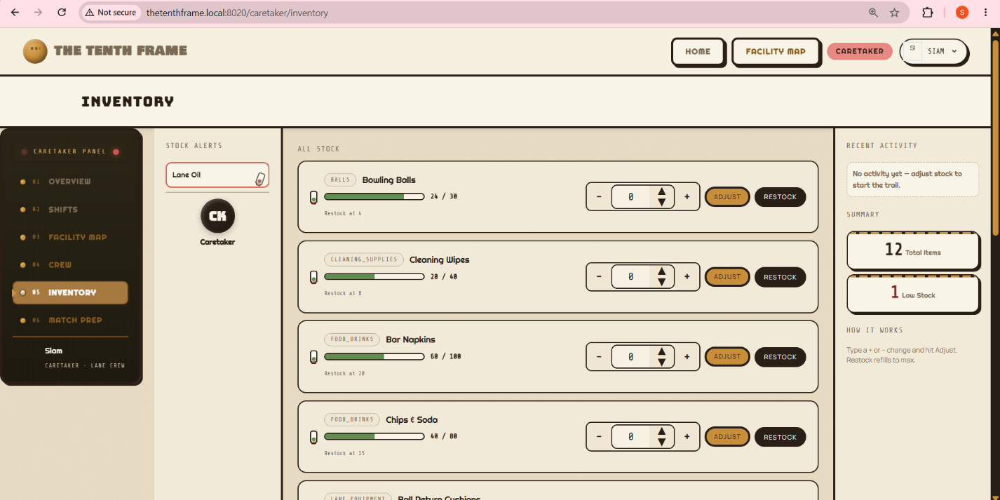 Not secure
thetenthframe.local:8020/caretaker/inventory
S
THE TENTH FRAME
HOME
FACILITY MAP
CARETAKER
SI
SIAM
INVENTORY
CARETAKER PANEL
01 OVERVIEW
02 SHIFTS
03 FACILITY MAP
04 CREW
05 INVENTORY
06 MATCH PREP
Siam
CARETAKER · LANE CREW
STOCK ALERTS
Lane Oil
CK
Caretaker
ALL STOCK
BALLS Bowling Balls
24 / 30
Restock at 4
- 0 + ADJUST RESTOCK
CLEANING_SUPPLIES Cleaning Wipes
20 / 40
Restock at 8
- 0 + ADJUST RESTOCK
FOOD_DRINKS Bar Napkins
60 / 100
Restock at 20
- 0 + ADJUST RESTOCK
FOOD_DRINKS Chips & Soda
40 / 80
Restock at 15
- 0 + ADJUST RESTOCK
LANE_EQUIPMENT Ball Return Cushions
RECENT ACTIVITY
No activity yet — adjust stock to
start the trail.
SUMMARY
12 Total Items
1 Low Stock
HOW IT WORKS
Type a + or − change and hit Adjust.
Restock refills to max.